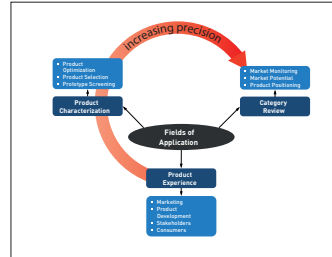 increasing precision
Product
Optimization
Product Selection
Prototype Screening
Product
Characterization
Market Monitoring
Market Potential
Product Positioning
Category
Review
Fields of
Application
Product
Experience
Marketing
Product
Development
Stakeholders
Consumers